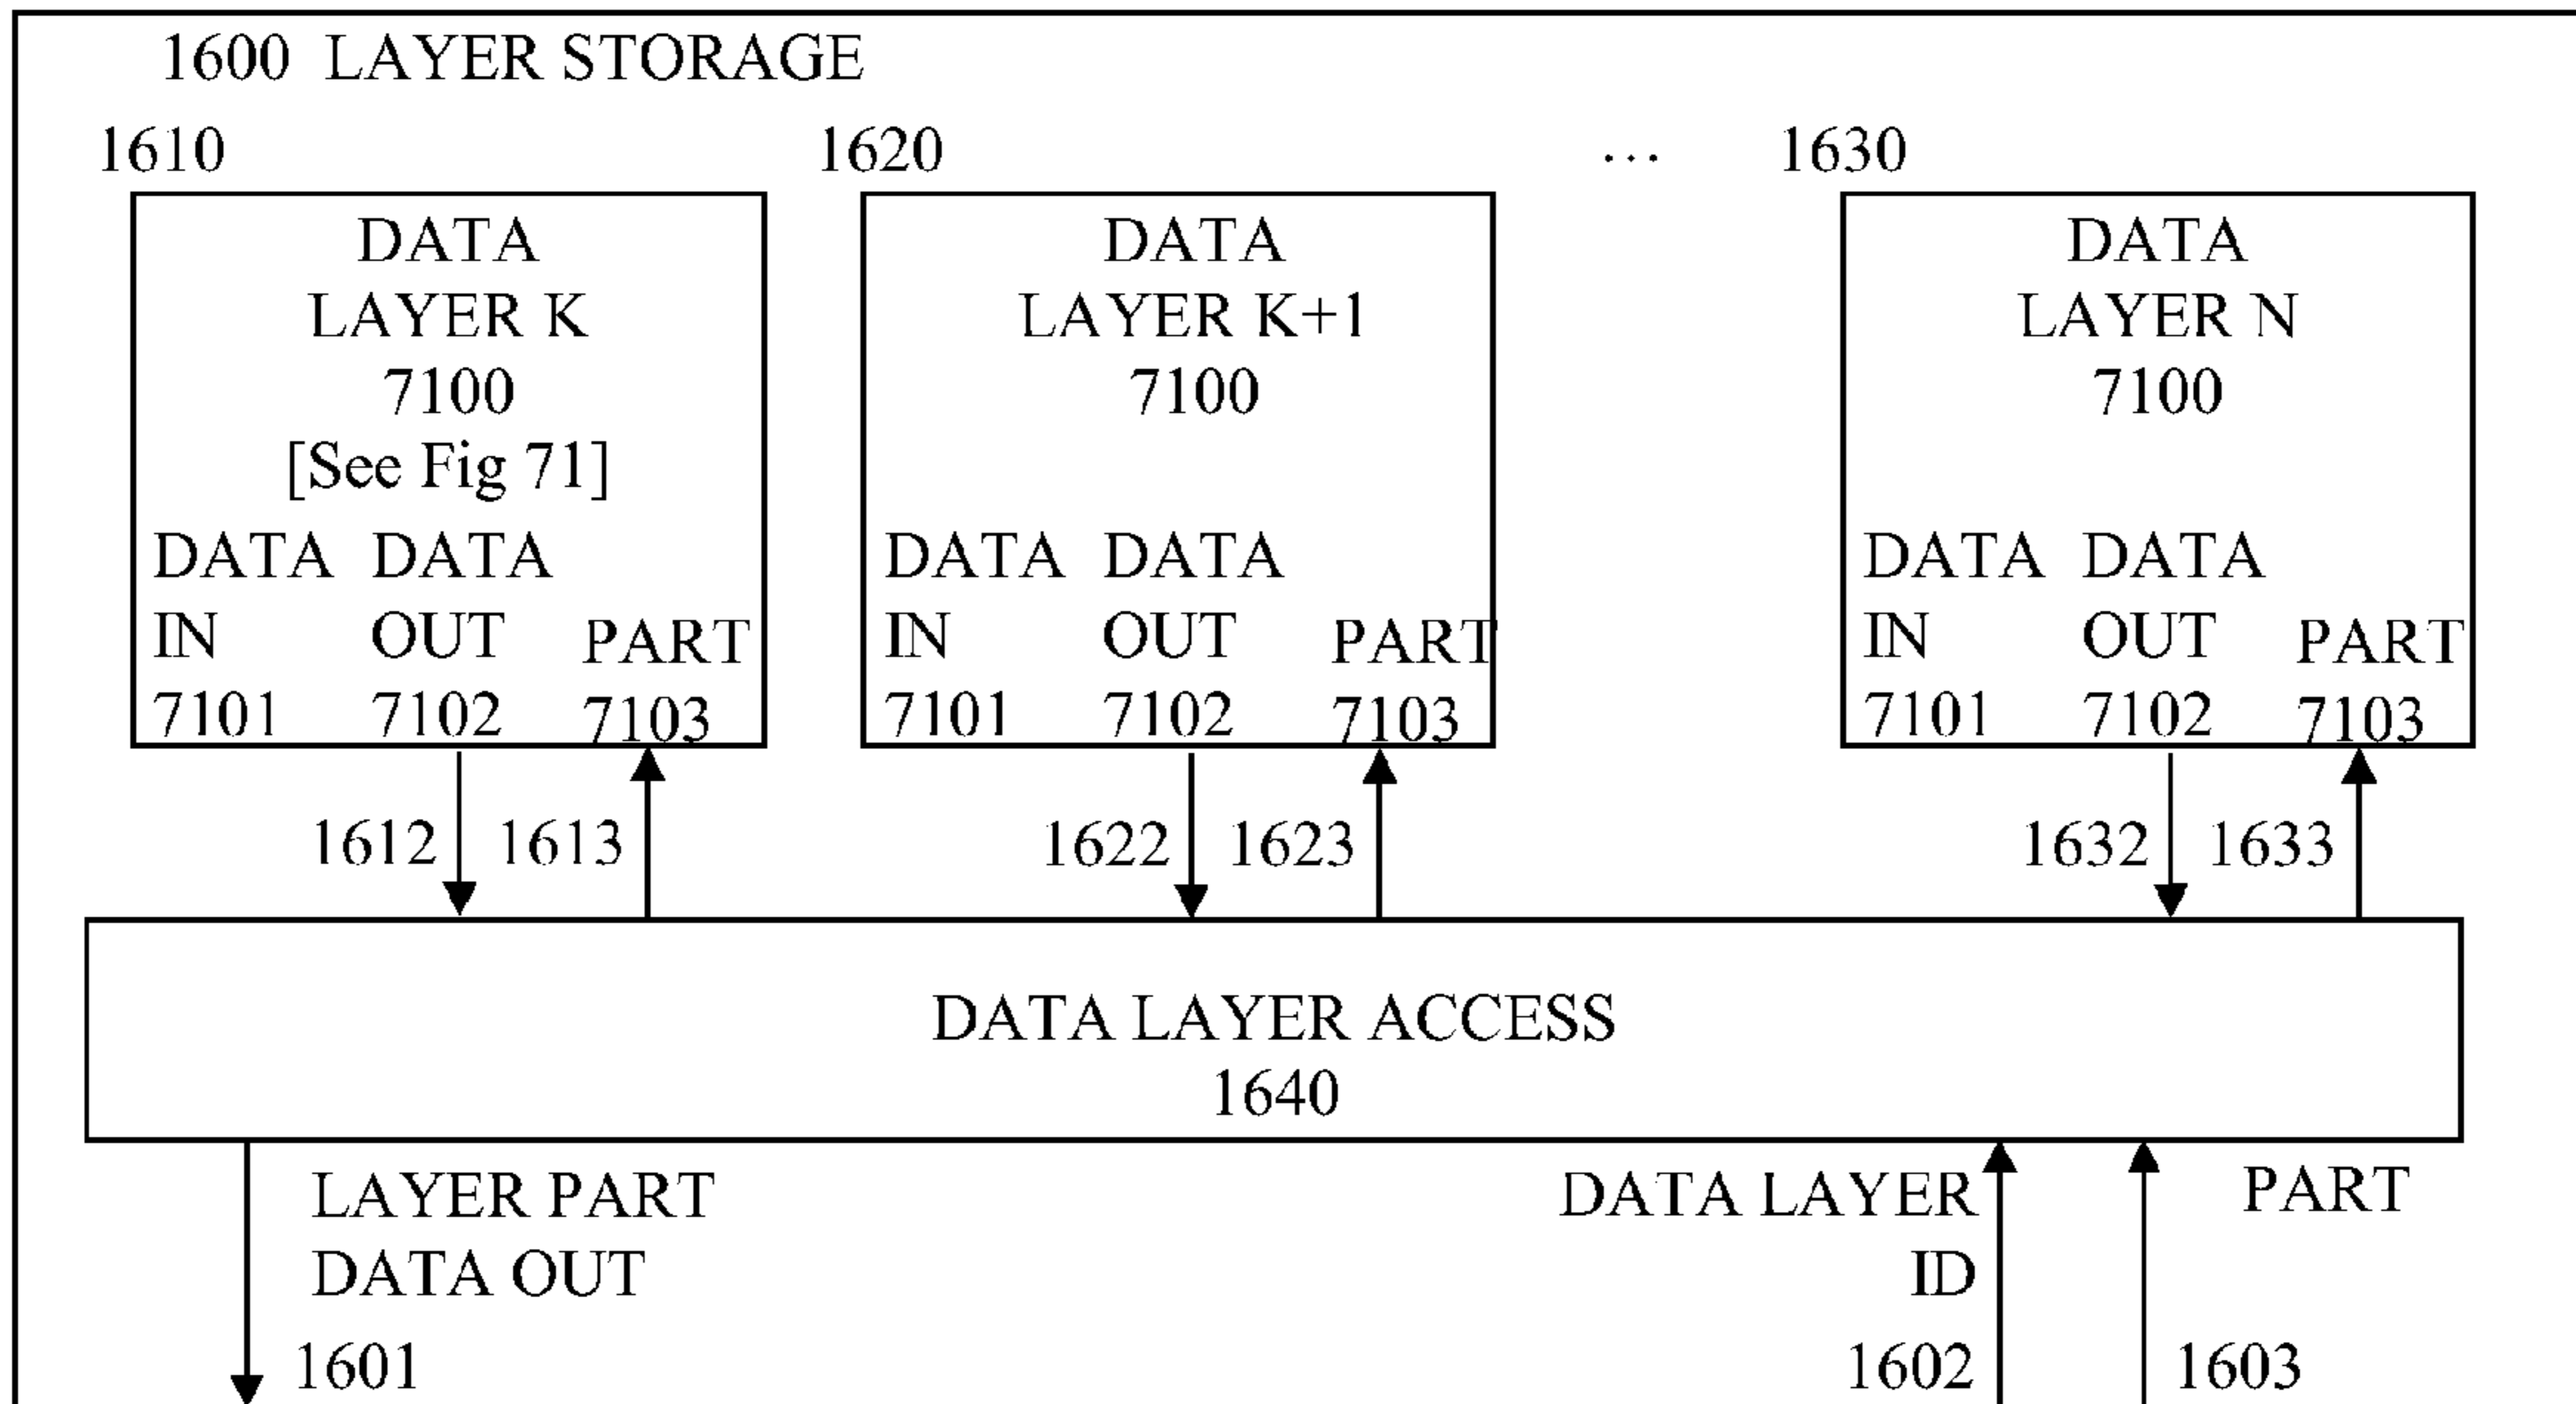 1600 LAYER STORAGE
1610 1620 ... 1630
DATA
LAYER K
7100
[See Fig 71]
DATA DATA
IN OUT PART
7101 7102 7103
DATA
LAYER K+1
7100
DATA DATA
IN OUT PART
7101 7102 7103
DATA
LAYER N
7100
DATA DATA
IN OUT PART
7101 7102 7103
1612 1613 1622 1623 1632 1633
DATA LAYER ACCESS
1640
LAYER PART
DATA OUT
1601
DATA LAYER
ID
1602
PART
1603